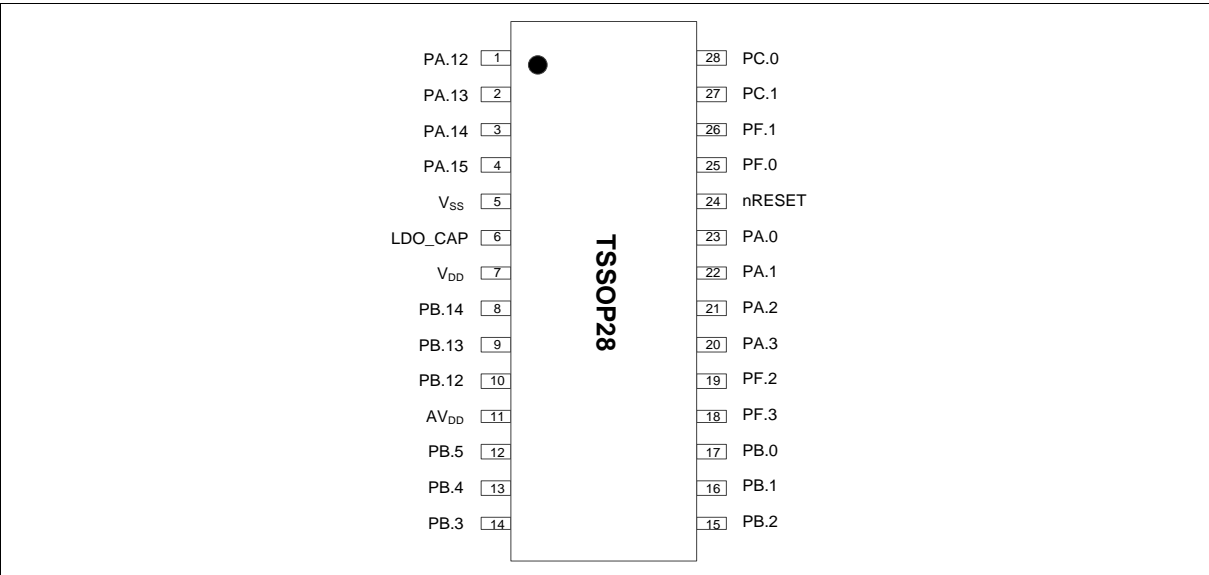 PA.12 1 28 PC.0
PA.13 2 27 PC.1
PA.14 3 26 PF.1
PA.15 4 25 PF.0
VSS 5 24 nRESET
LDO_CAP 6 23 PA.0
VDD 7 22 PA.1
PB.14 8 21 PA.2
PB.13 9 20 PA.3
PB.12 10 19 PF.2
AVDD 11 18 PF.3
PB.5 12 17 PB.0
PB.4 13 16 PB.1
PB.3 14 15 PB.2
TSSOP28